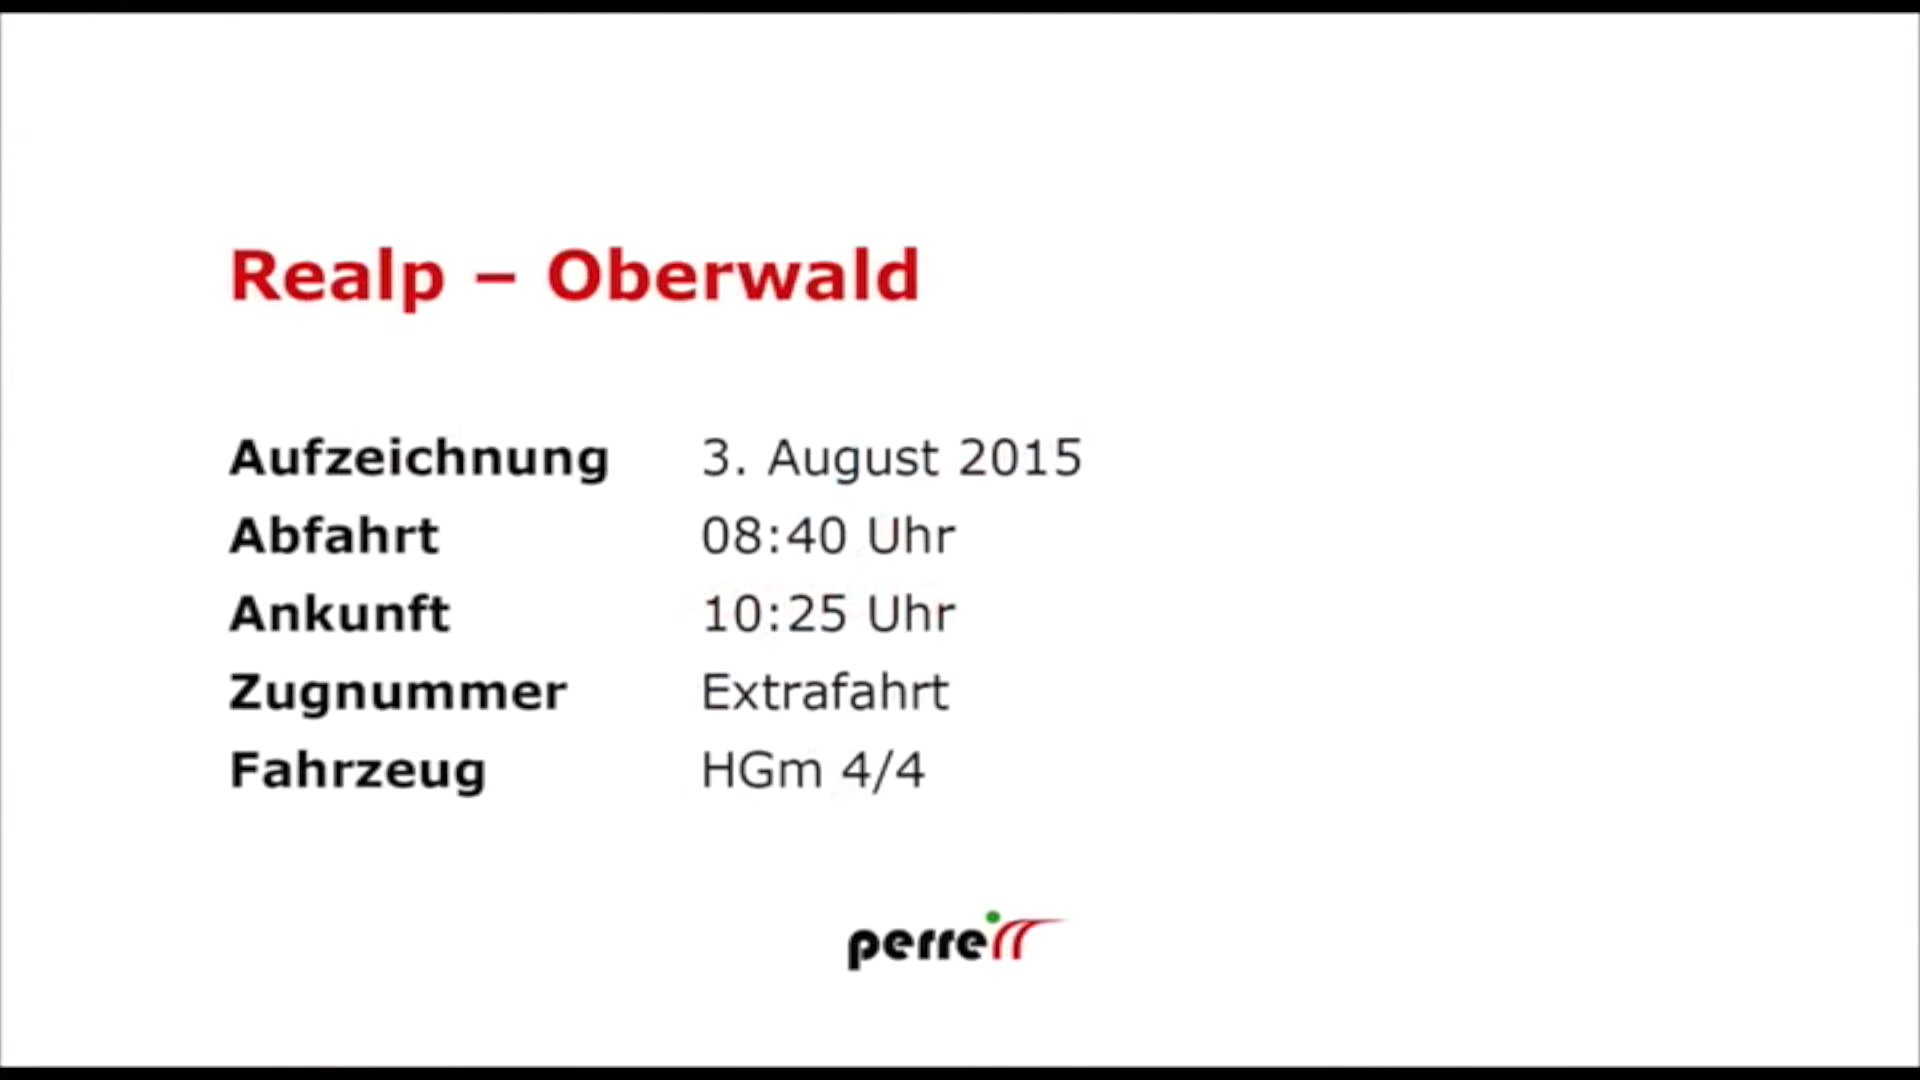 Realp – Oberwald
Aufzeichnung 3. August 2015
Abfahrt 08:40 Uhr
Ankunft 10:25 Uhr
Zugnummer Extrafahrt
Fahrzeug HGm 4/4
perreirr